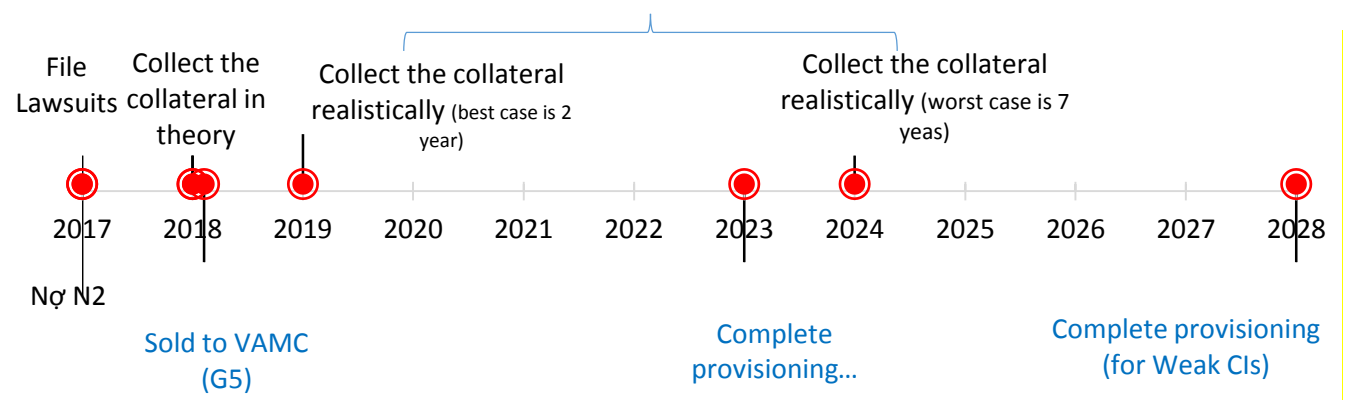 File
Lawsuits
Collect the
collateral in
theory
Collect the collateral
realistically (best case is 2
year)
Collect the collateral
realistically (worst case is 7
yeas)
2017
2018
2019
2020
2021
2022
2023
2024
2025
2026
2027
2028
Nợ N2
Sold to VAMC
(G5)
Complete
provisioning...
Complete provisioning
(for Weak CIs)